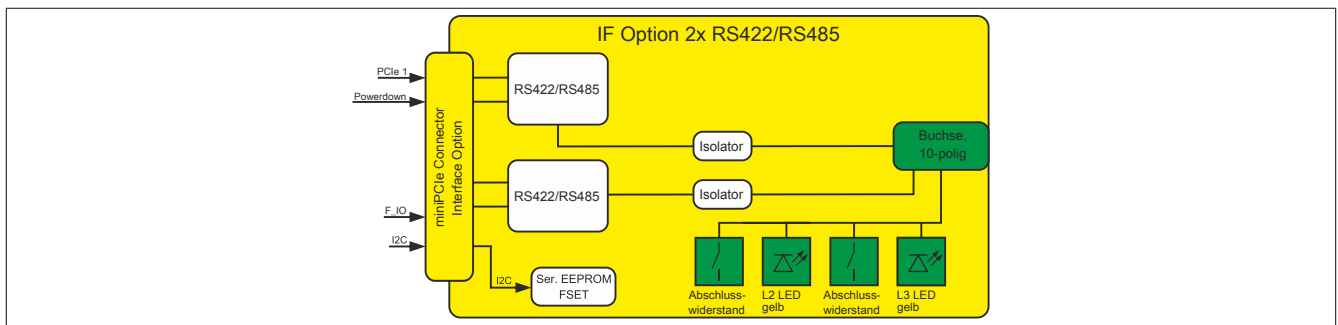 IF Option 2x RS422/RS485
PCIe 1
Powerdown
F_IO
I2C
miniPCIe Connector
Interface Option
RS422/RS485
RS422/RS485
Isolator
Isolator
Buchse,
10-polig
I2C
Ser. EEPROM
FSET
Abschluss-
widerstand
L2 LED
gelb
Abschluss-
widerstand
L3 LED
gelb